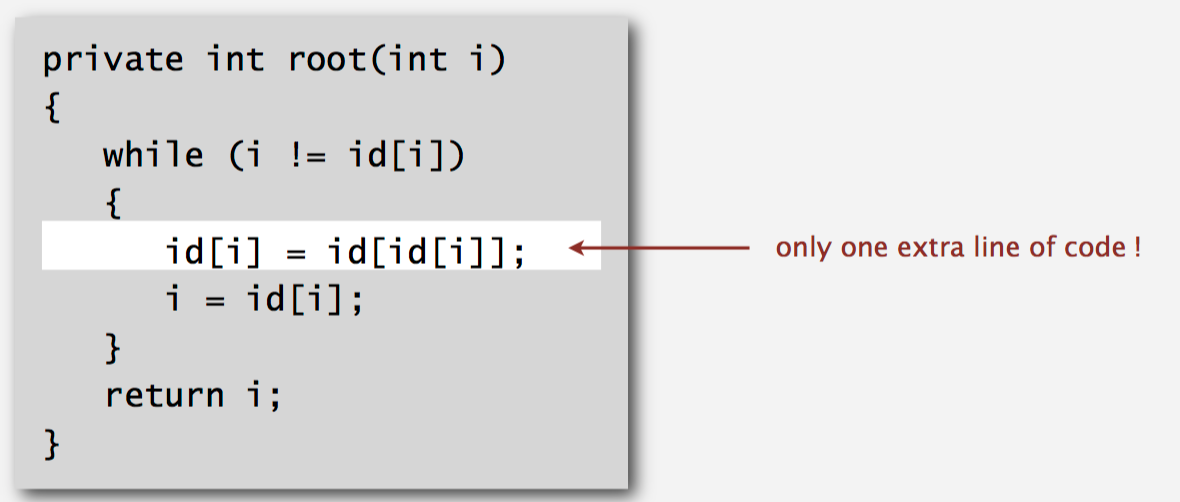 private int root(int i)
{
while (i != id[i])
{
id[i] = id[id[i]];
only one extra line of code !
i = id[i];
}
return i;
}